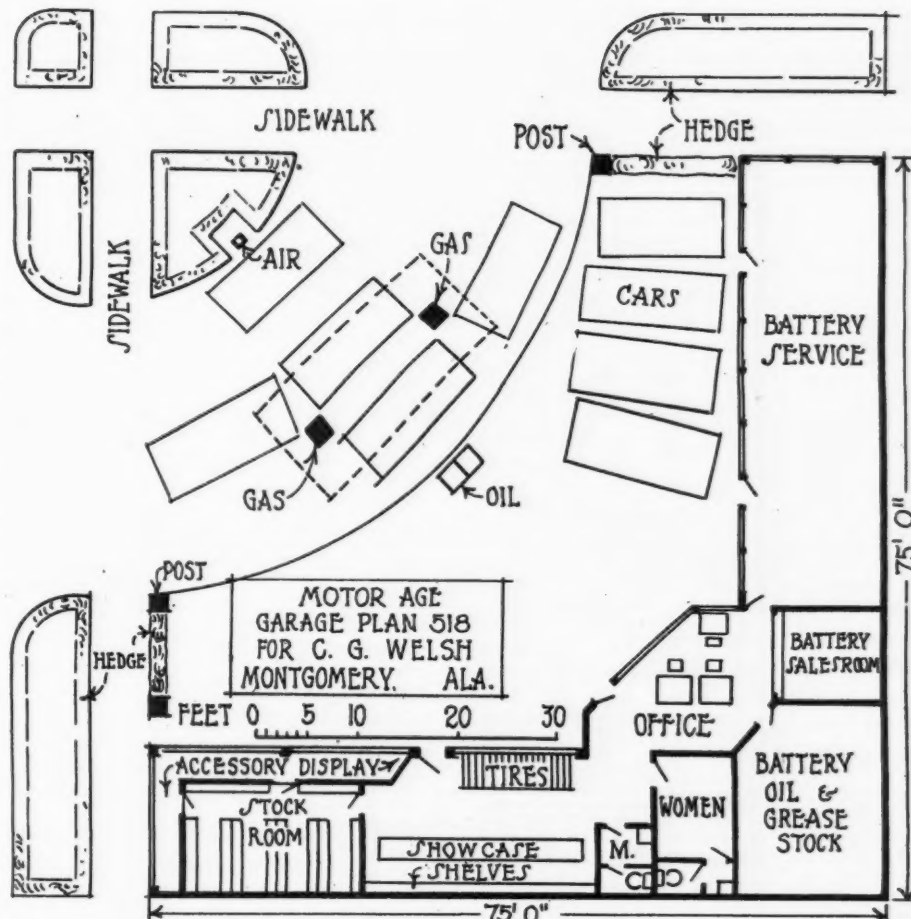 SIDEWALK
POST
HEDGE
SIDEWALK
AIR
GAS
CARS
BATTERY
SERVICE
GAS
OIL
75' 0"
POST
HEDGE
MOTOR AGE
GARAGE PLAN 518
FOR C. G. WELSH
MONTGOMERY, ALA.
BATTERY
SALESROOM
FEET 0 5 10 20 30
OFFICE
ACCESSORY DISPLAY
TIRES
STOCK
ROOM
WOMEN
BATTERY
OIL &
GREASE
STOCK
SHOWCASE
SHELVES
M.
75' 0"